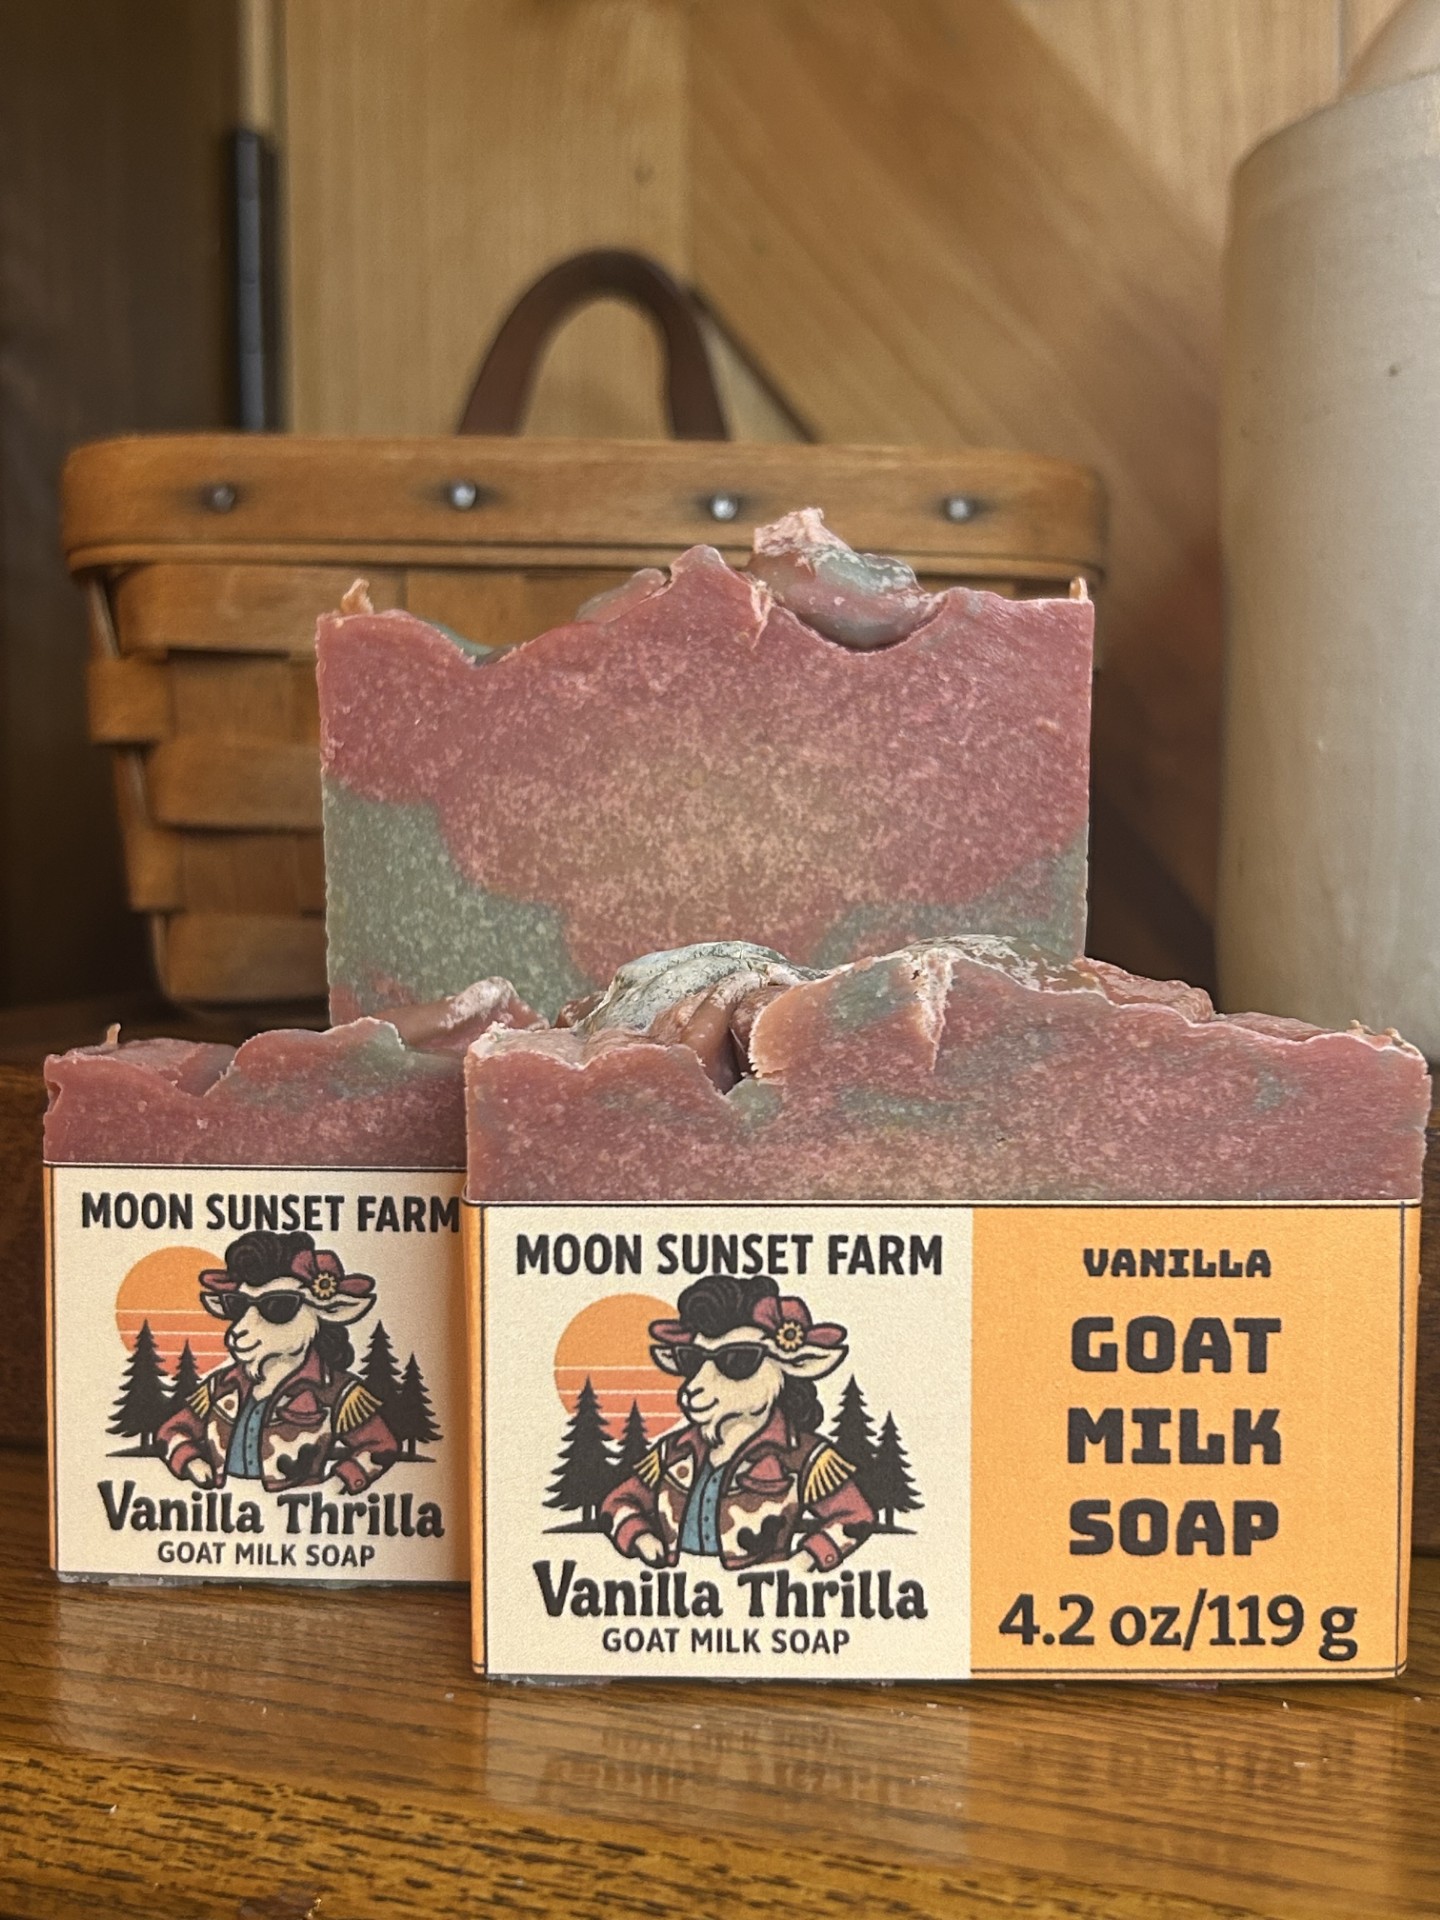 MOON SUNSET FARM
Vanilla Thrilla
GOAT MILK SOAP
MOON SUNSET FARM
Vanilla Thrilla
GOAT MILK SOAP
VANILLA
GOAT
MILK
SOAP
4.2 oz/119 g